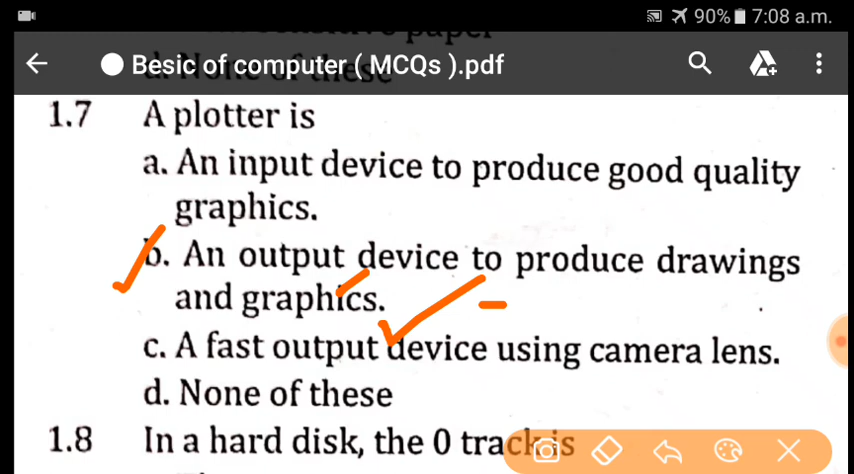 90% 7:08 a.m.
Besic of computer ( MCQs ).pdf
1.7 A plotter is
a. An input device to produce good quality
graphics.
b. An output device to produce drawings
and graphics.
c. A fast output device using camera lens.
d. None of these
1.8 In a hard disk, the 0 track is